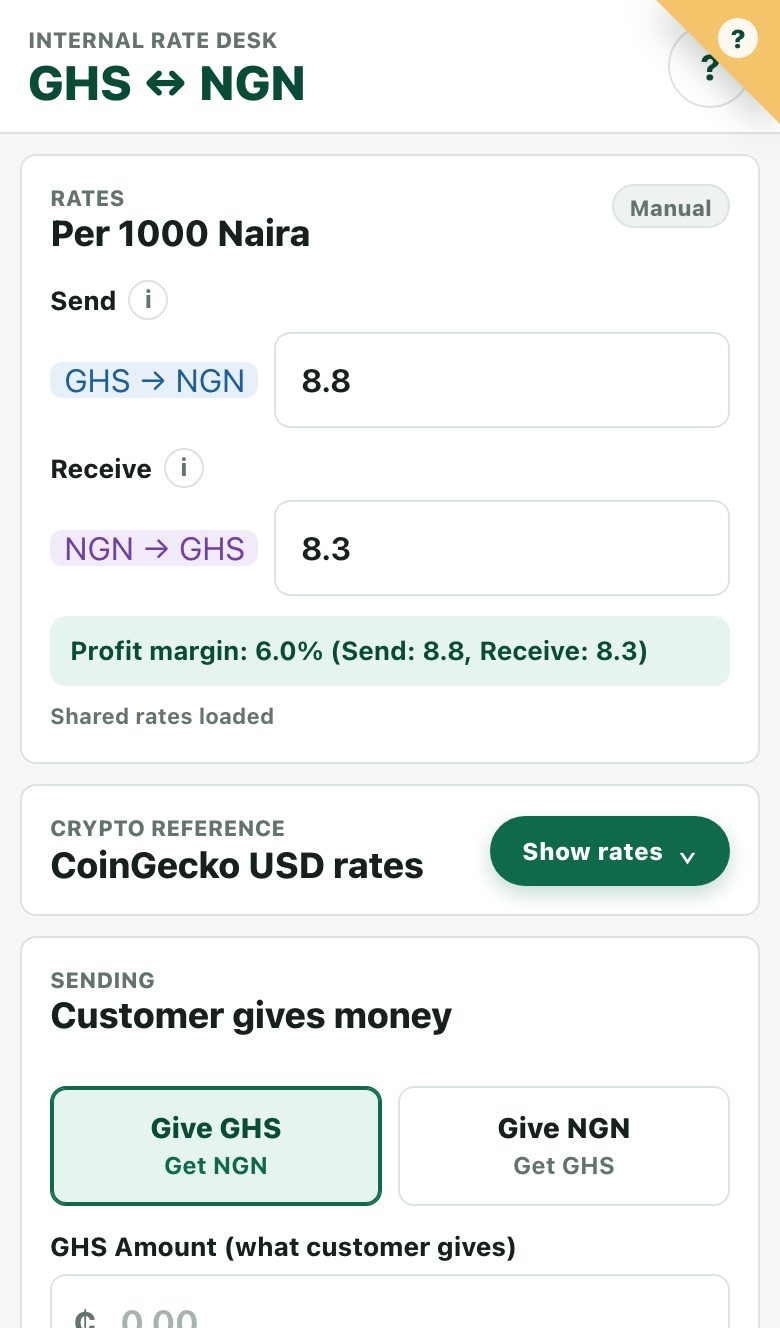 INTERNAL RATE DESK
GHS ↔ NGN
?
?
RATES
Per 1000 Naira
Manual
Send i
GHS → NGN
8.8
Receive i
NGN → GHS
8.3
Profit margin: 6.0% (Send: 8.8, Receive: 8.3)
Shared rates loaded
CRYPTO REFERENCE
CoinGecko USD rates
Show rates
SENDING
Customer gives money
Give GHS
Get NGN
Give NGN
Get GHS
GHS Amount (what customer gives)
₵ 0.00